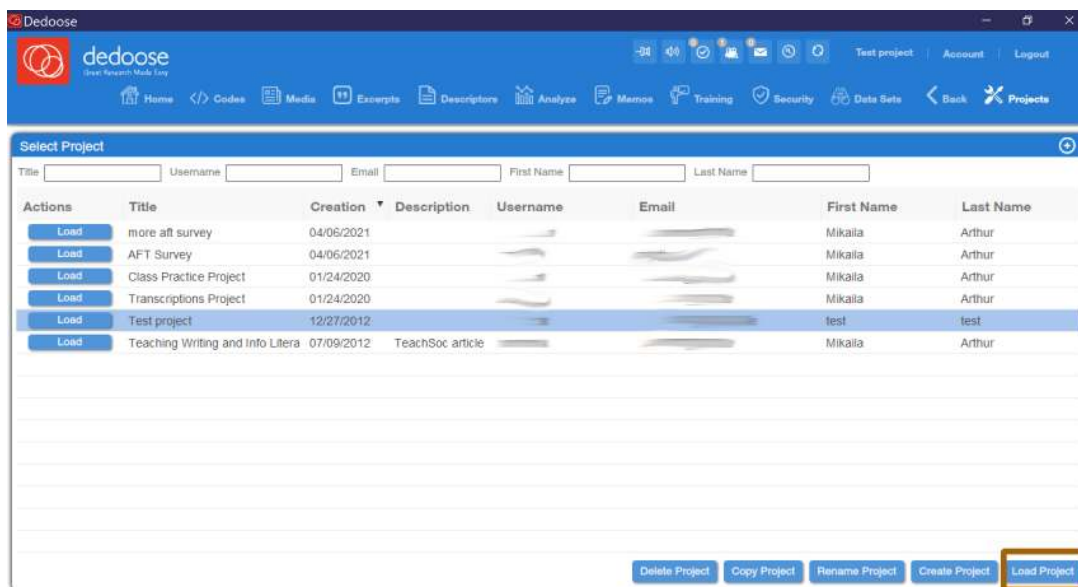 Dedoose
dedoose
Great Research Made Easy
0 1 0
Test project Account Logout
Home Codes Media Excerpts Descriptors Analyze Memos Training Security Data Sets Back Projects
Select Project
Title Username Email First Name Last Name
Actions Title Creation Description Username Email First Name Last Name
Load more aft survey 04/06/2021 Mikaila Arthur
Load AFT Survey 04/06/2021 Mikaila Arthur
Load Class Practice Project 01/24/2020 Mikaila Arthur
Load Transcriptions Project 01/24/2020 Mikaila Arthur
Load Test project 12/27/2012 test test
Load Teaching Writing and Info Litera 07/09/2012 TeachSoc article Mikaila Arthur
Delete Project Copy Project Rename Project Create Project Load Project